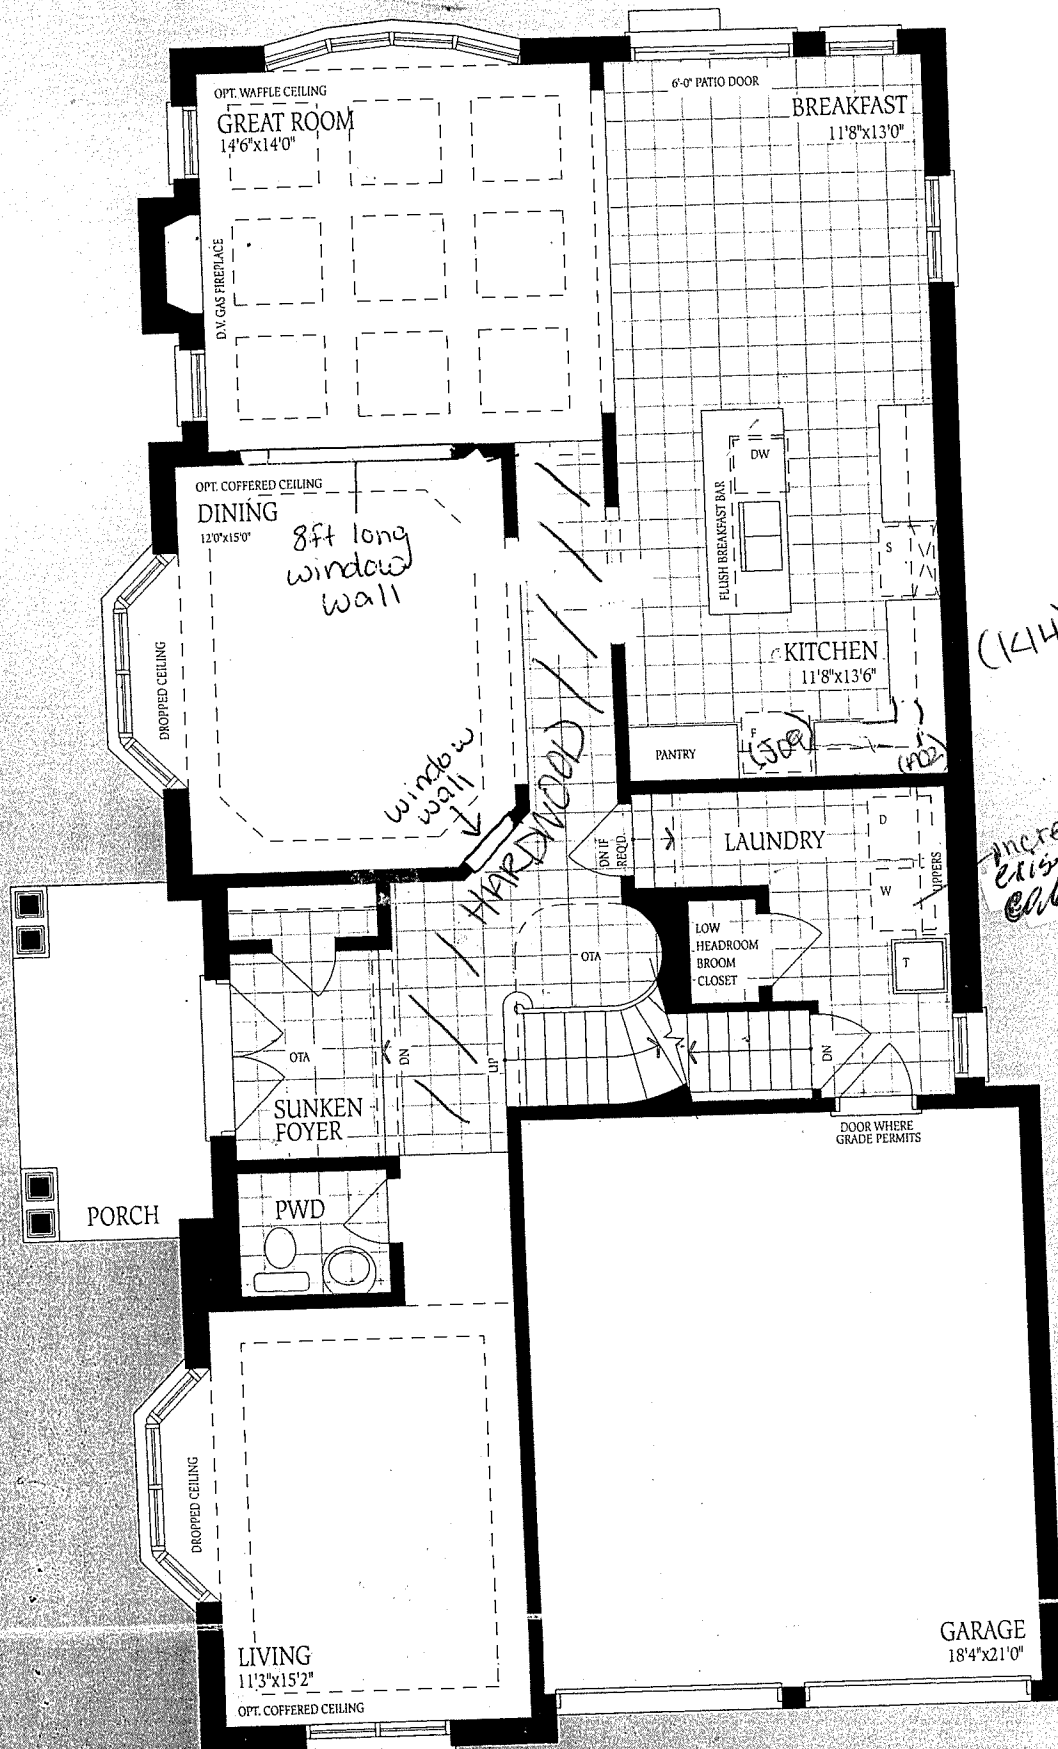 OPT. WAFFLE CEILING
GREAT ROOM
14'6"x14'0"
D.V. GAS FIREPLACE
6'-0" PATIO DOOR
BREAKFAST
11'8"x13'0"
OPT. COFFERED CEILING
DINING
12'0"x15'0"
8ft long
window
wall
DROPPED CEILING
window
wall
HARDWOOD
DW
FLUSH BREAKFAST BAR
S
KITCHEN
11'8"x13'6"
PANTRY
F
DN IF
REQ'D.
LAUNDRY
D
W
UPPERS
LOW
HEADROOM
BROOM
CLOSET
T
OTA
OTA
DN
UP
DN
SUNKEN
FOYER
DOOR WHERE
GRADE PERMITS
PORCH
PWD
DROPPED CEILING
LIVING
11'3"x15'2"
OPT. COFFERED CEILING
GARAGE
18'4"x21'0"